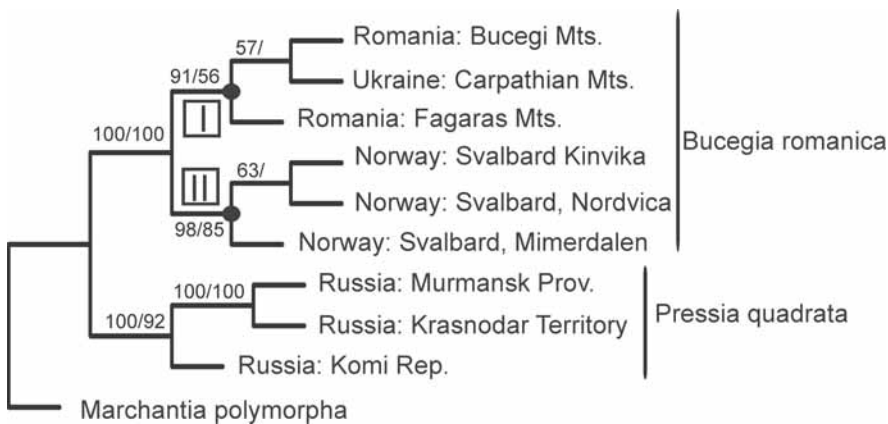 57/
Romania: Bucegi Mts.
91/56
Ukraine: Carpathian Mts.
I
Romania: Fagaras Mts.
100/100
Bucegia romanica
Norway: Svalbard Kinvika
II
63/
Norway: Svalbard, Nordvica
98/85
Norway: Svalbard, Mimerdalen
100/100
Russia: Murmansk Prov.
100/92
Russia: Krasnodar Territory
Pressia quadrata
Russia: Komi Rep.
Marchantia polymorpha